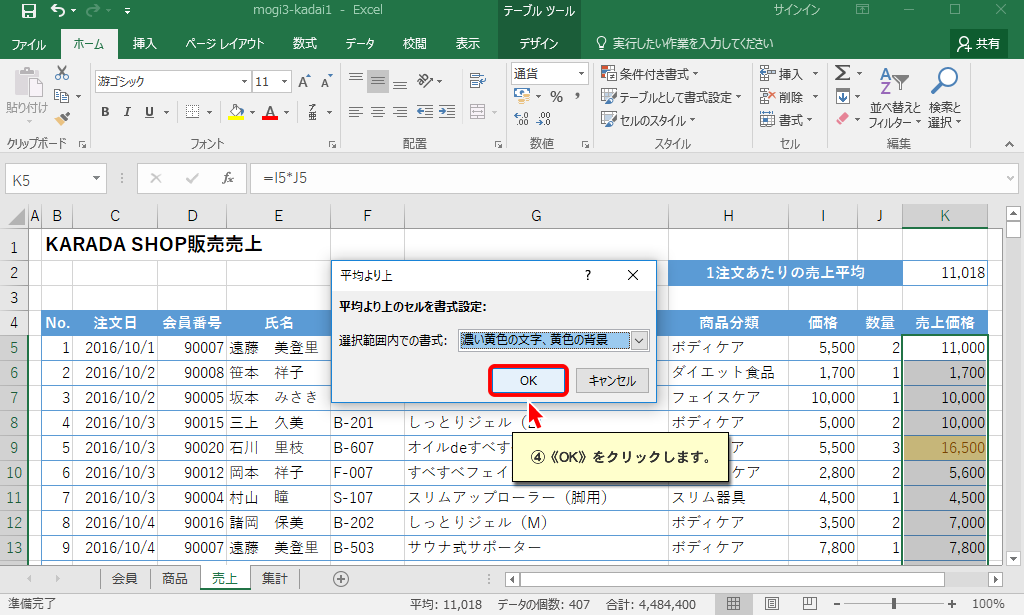 mogi3-kadai1 - Excel
テーブル ツール
サインイン
ファイル ホーム 挿入 ページ レイアウト 数式 データ 校閲 表示 デザイン 実行したい作業を入力してください 共有
貼り付け
クリップボード
游ゴシック 11
B I U
フォント
配置
通貨
% ,
数値
条件付き書式
テーブルとして書式設定
セルのスタイル
スタイル
挿入
削除
書式
セル
並べ替えと
フィルター
検索と
選択
編集
K5 fx =I5*J5
A B C D E F G H I J K
1 KARADA SHOP販売売上
2 1注文あたりの売上平均 11,018
3
4 No. 注文日 会員番号 氏名 商品分類 価格 数量 売上価格
5 1 2016/10/1 90007 遠藤 美登里 ボディケア 5,500 2 11,000
6 2 2016/10/2 90008 笹本 祥子 ダイエット食品 1,700 1 1,700
7 3 2016/10/2 90005 坂本 みさき フェイスケア 10,000 1 10,000
8 4 2016/10/3 90015 三上 久美 B-201 しっとりジェル ボディケア 5,000 2 10,000
9 5 2016/10/3 90020 石川 里枝 B-607 オイルdeすべす 5,500 3 16,500
10 6 2016/10/3 90012 岡本 祥子 F-007 すべすべフェイ ケア 2,800 2 5,600
11 7 2016/10/3 90004 村山 瞳 S-107 スリムアップローラー（脚用） スリム器具 4,500 1 4,500
12 8 2016/10/4 90016 諸岡 保美 B-202 しっとりジェル（M） ボディケア 3,500 2 7,000
13 9 2016/10/4 90007 遠藤 美登里 B-503 サウナ式サポーター ボディケア 7,800 1 7,800
平均より上 ?
平均より上のセルを書式設定:
選択範囲内での書式: 濃い黄色の文字、黄色の背景
OK キャンセル
④《OK》をクリックします。
会員 商品 売上 集計
準備完了 平均: 11,018 データの個数: 407 合計: 4,484,400 100%